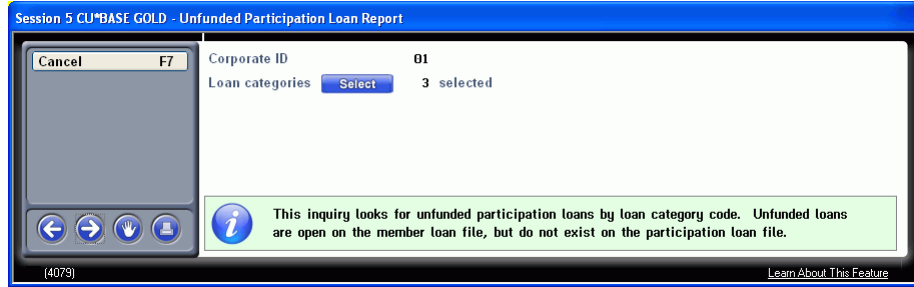 Session 5 CU*BASE GOLD - Unfunded Participation Loan Report
Cancel F7
Corporate ID 01
Loan categories Select 3 selected
This inquiry looks for unfunded participation loans by loan category code. Unfunded loans
are open on the member loan file, but do not exist on the participation loan file.
(4079)
Learn About This Feature